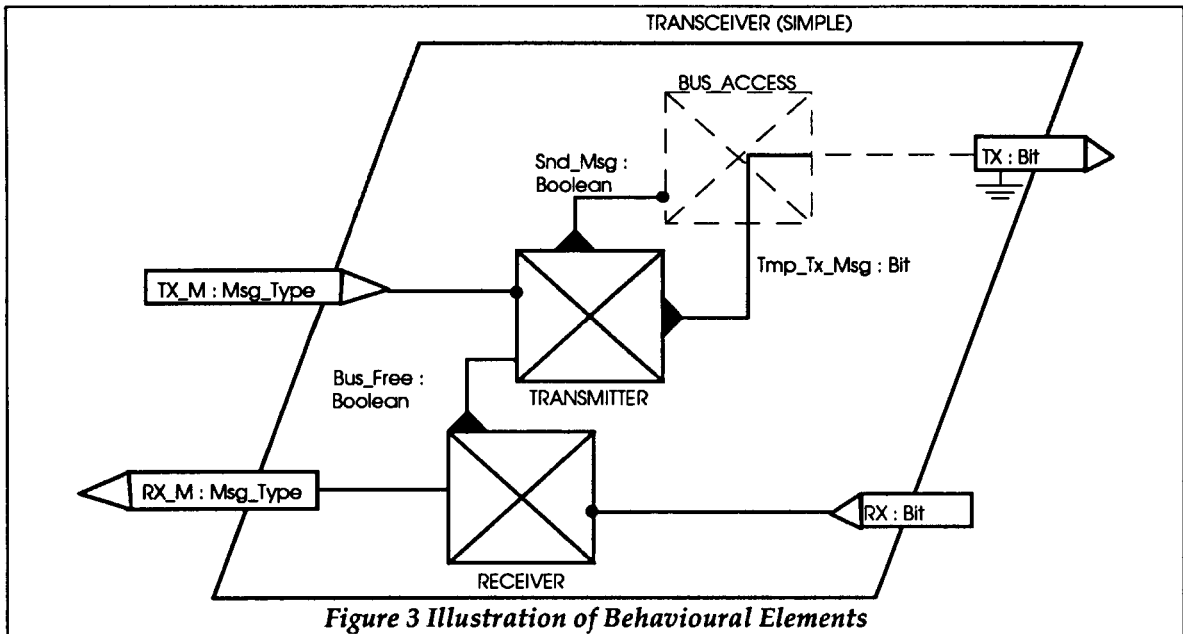 TRANSCEIVER (SIMPLE)
BUS_ACCESS
Snd_Msg :
Boolean
TX : Bit
Tmp_Tx_Msg : Bit
TX_M : Msg_Type
Bus_Free :
Boolean
TRANSMITTER
RX_M : Msg_Type
RX : Bit
RECEIVER
Figure 3 Illustration of Behavioural Elements